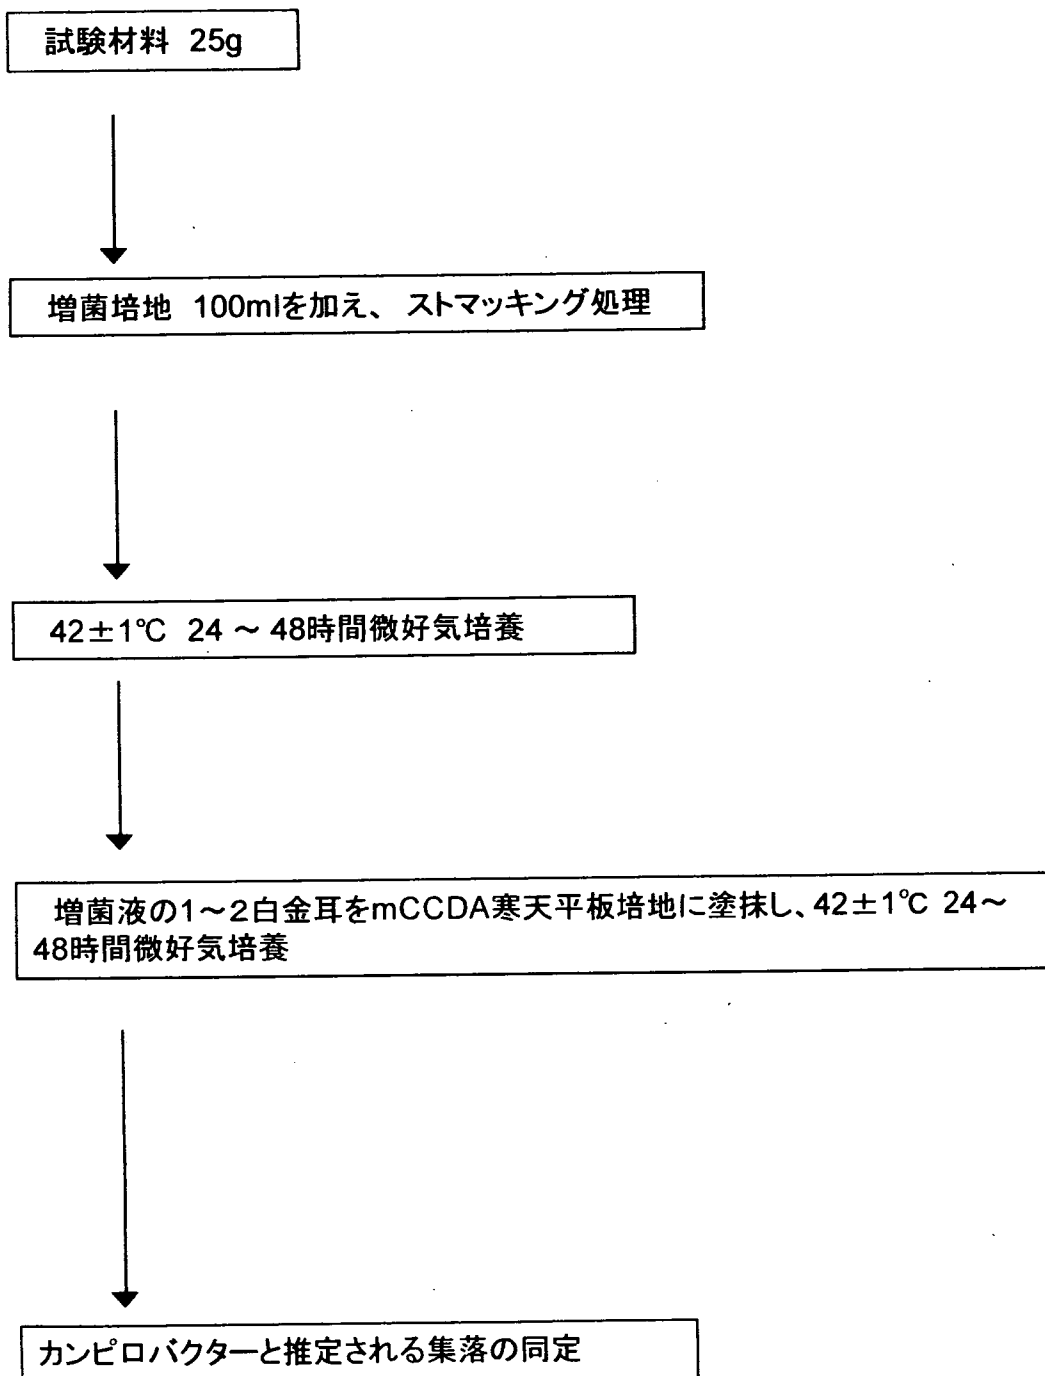 試験材料 25g
増菌培地 100mlを加え、ストマッキング処理
42±1℃ 24 ～ 48時間微好気培養
増菌液の1～2白金耳をmCCDA寒天平板培地に塗抹し、42±1℃ 24～
48時間微好気培養
カンピロバクターと推定される集落の同定